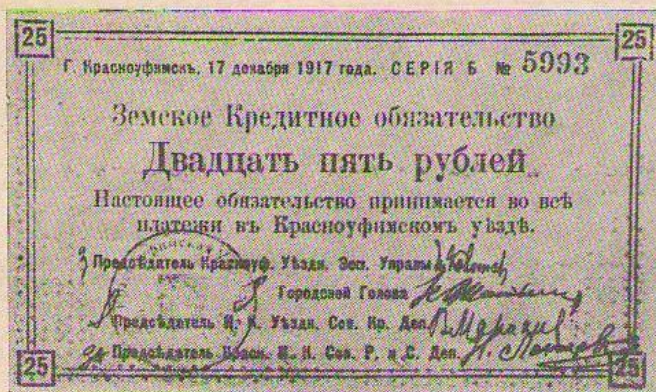 25 25
Г. Красноуфимскъ, 17 декабря 1917 года. СЕРІЯ Б № 5993
Земское Кредитное обязательство
Двадцать пять рублей
Настоящее обязательство принимается во всѣ
платежи въ Красноуфимскомъ уѣздѣ.
Предсѣдатель Красноуф. Уѣздн. Зем. Управы
Городской Голова
Предсѣдатель И. К. Уѣздн. Сов. Кр. Деп.
Предсѣдатель Красн. И. К. Сов. Р. и С. Деп.
25 25